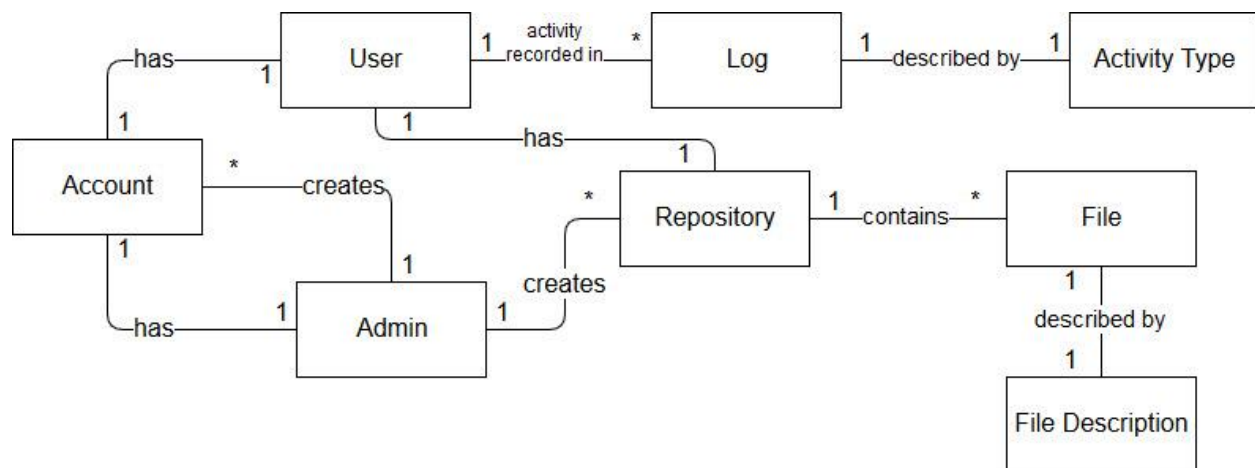 User
1
activity
recorded in
*
Log
1
described by
1
Activity Type
has
1
1
1
has
1
Account
*
creates
1
1
has
1
Admin
1
creates
*
Repository
1
contains
*
File
1
described by
1
File Description